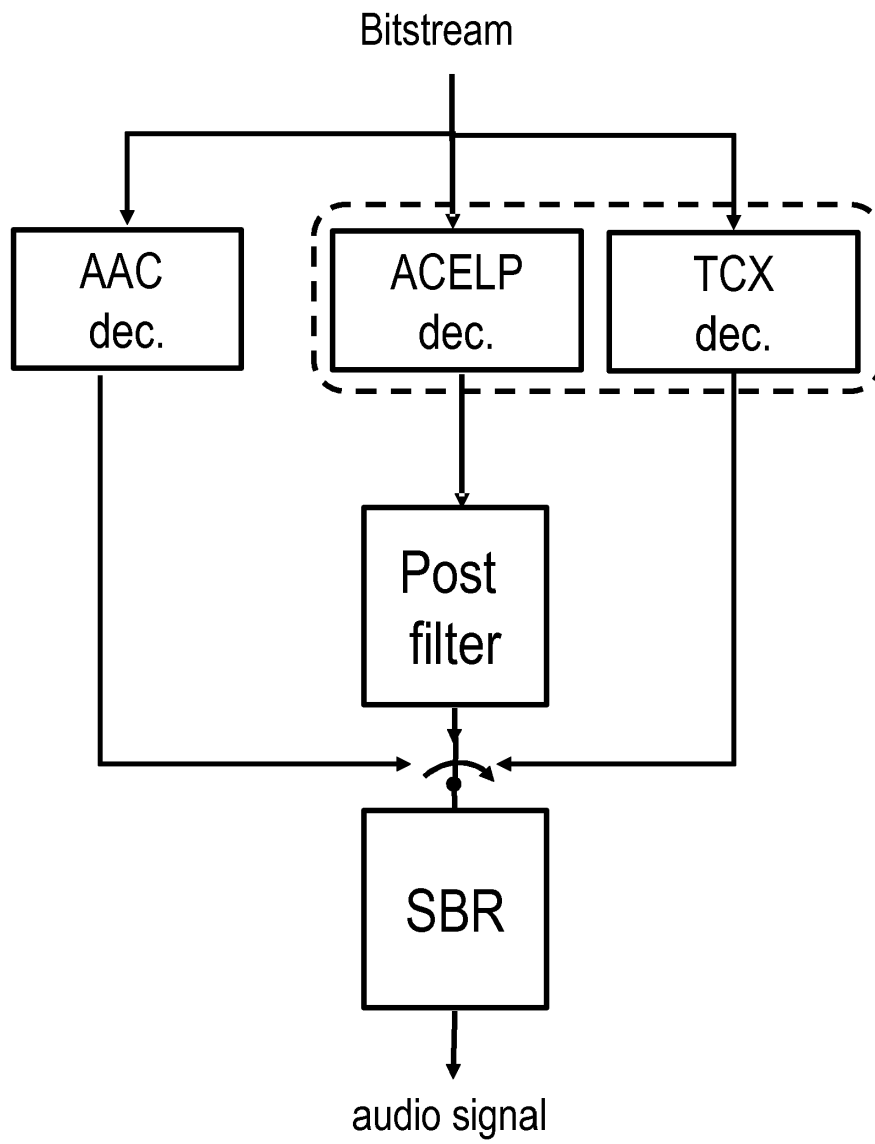 Bitstream
AAC
dec.
ACELP
dec.
TCX
dec.
Post
filter
SBR
audio signal